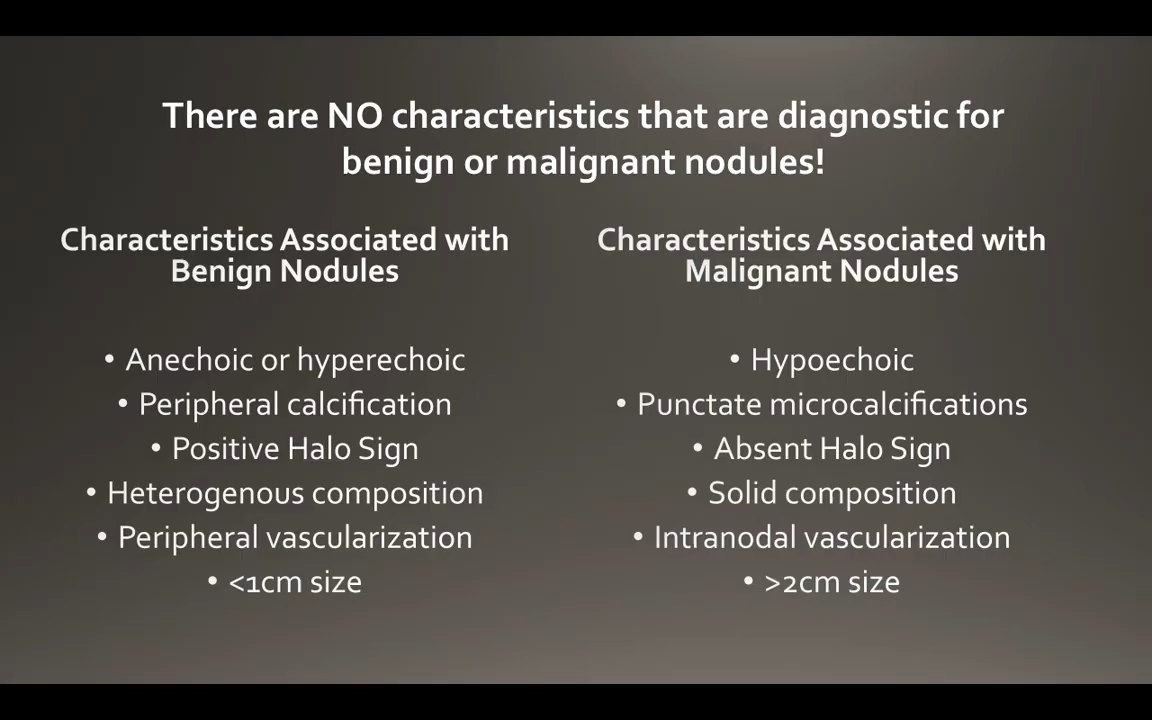 There are NO characteristics that are diagnostic for
benign or malignant nodules!
Characteristics Associated with
Benign Nodules
• Anechoic or hyperechoic
• Peripheral calcification
• Positive Halo Sign
• Heterogenous composition
• Peripheral vascularization
• <1cm size
Characteristics Associated with
Malignant Nodules
• Hypoechoic
• Punctate microcalcifications
• Absent Halo Sign
• Solid composition
• Intranodal vascularization
• >2cm size